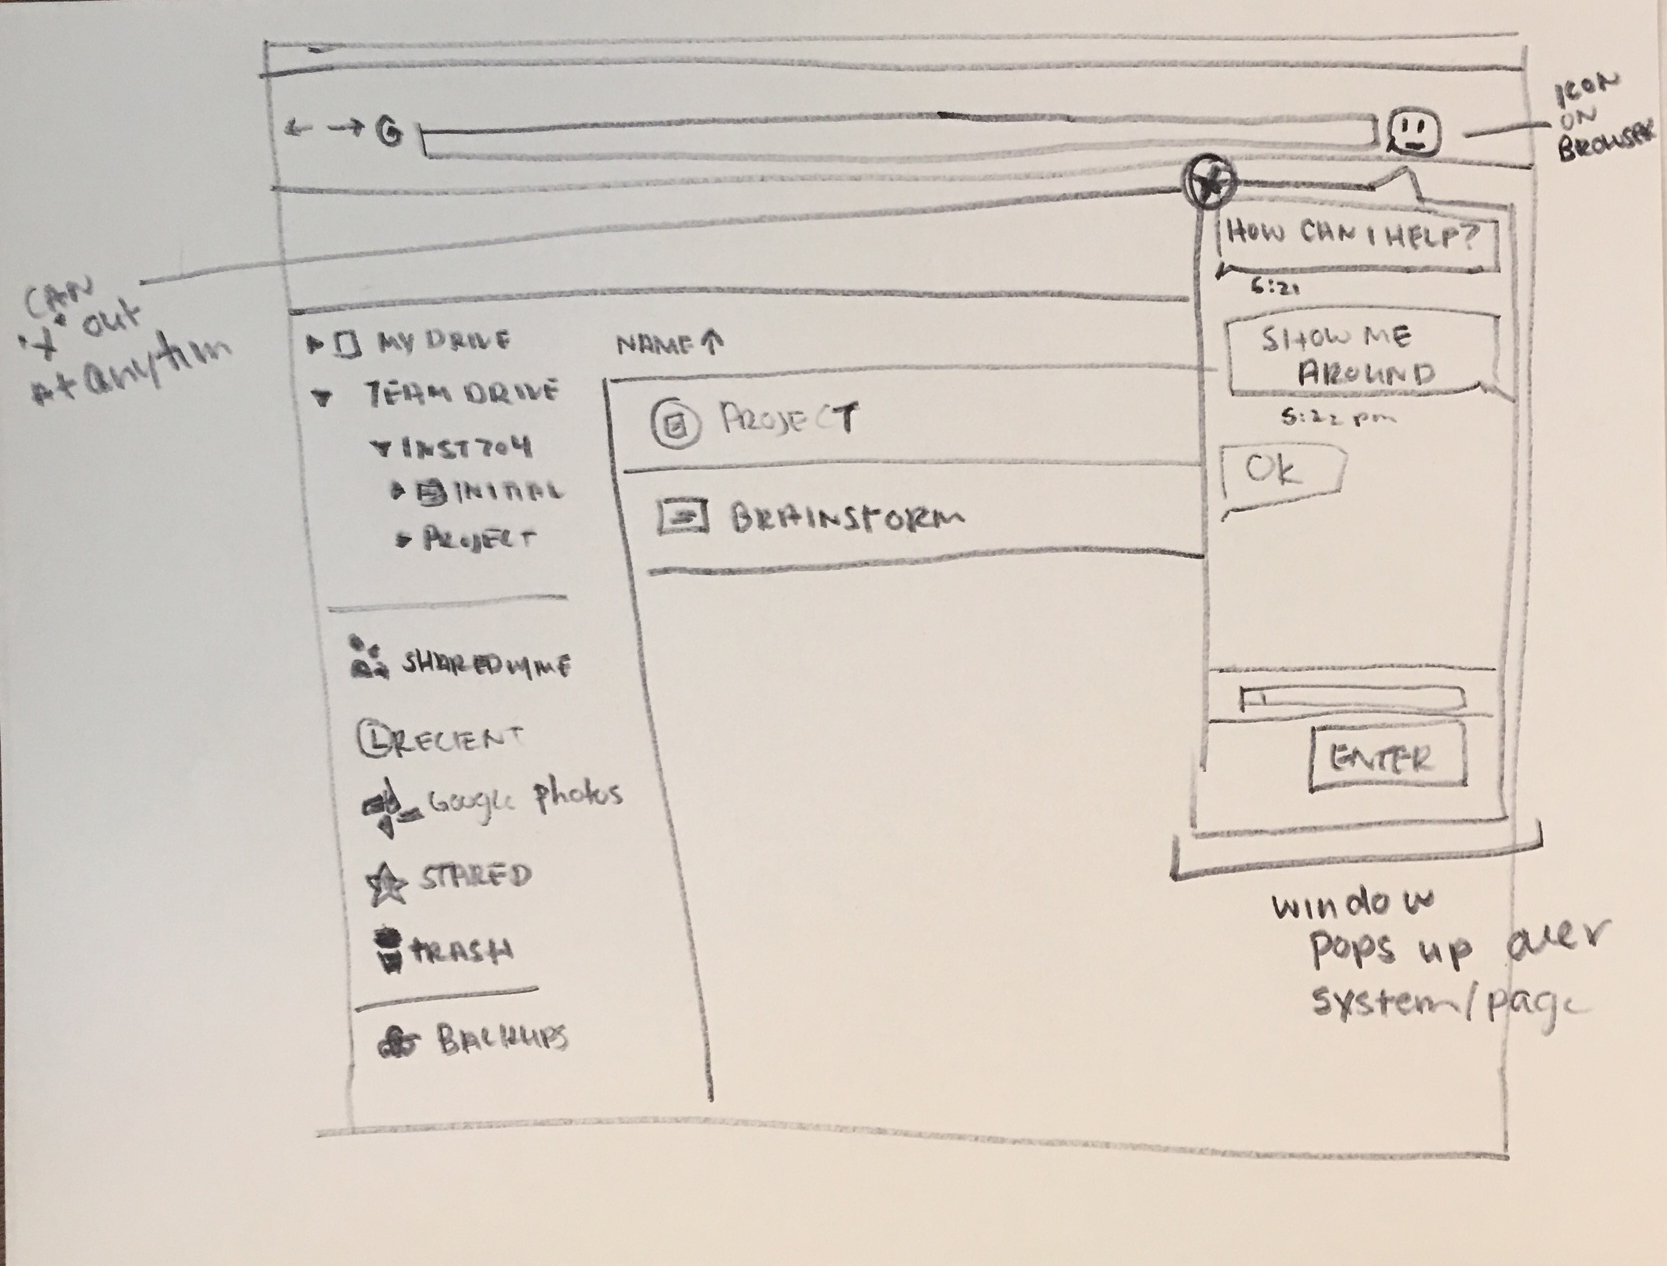 ICON
ON
BROWSER
CAN
"X" out
At anytim
HOW CAN I HELP?
5:21
SHOW ME
AROUND
5:22 pm
OK
ENTER
MY DRIVE
TEAM DRIVE
INST704
INITIAL
PROJECT
SHARED W/ME
RECIENT
Google photos
STARED
TRASH
BACKUPS
NAME ↑
PROJECT
BRAINSTORM
window
pops up over
system/page